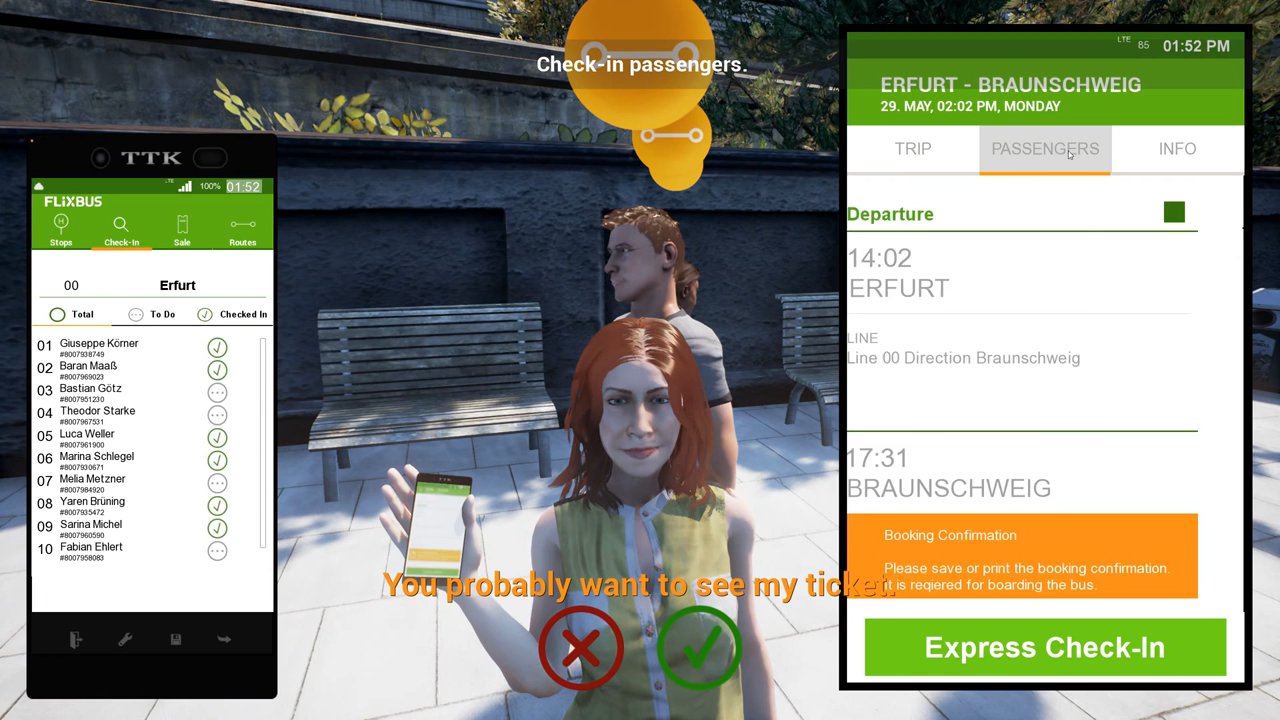 Check-in passengers.
TTK
LTE 100% 01:52
FLiXBUS
Stops Check-In Sale Routes
00 Erfurt
Total To Do Checked In
01 Giuseppe Körner
#8007938749
02 Baran Maaß
#8007969023
03 Bastian Götz
#8007951230
04 Theodor Starke
#8007967531
05 Luca Weller
#8007961900
06 Marina Schlegel
#8007930671
07 Melia Metzner
#8007984920
08 Yaren Brüning
#8007935472
09 Sarina Michel
#8007960590
10 Fabian Ehlert
#8007958083
You probably want to see my ticket.
LTE 85 01:52 PM
ERFURT - BRAUNSCHWEIG
29. MAY, 02:02 PM, MONDAY
TRIP PASSENGERS INFO
Departure
14:02
ERFURT
LINE
Line 00 Direction Braunschweig
17:31
BRAUNSCHWEIG
Booking Confirmation
Please save or print the booking confirmation.
It is reqiered for boarding the bus.
Express Check-In